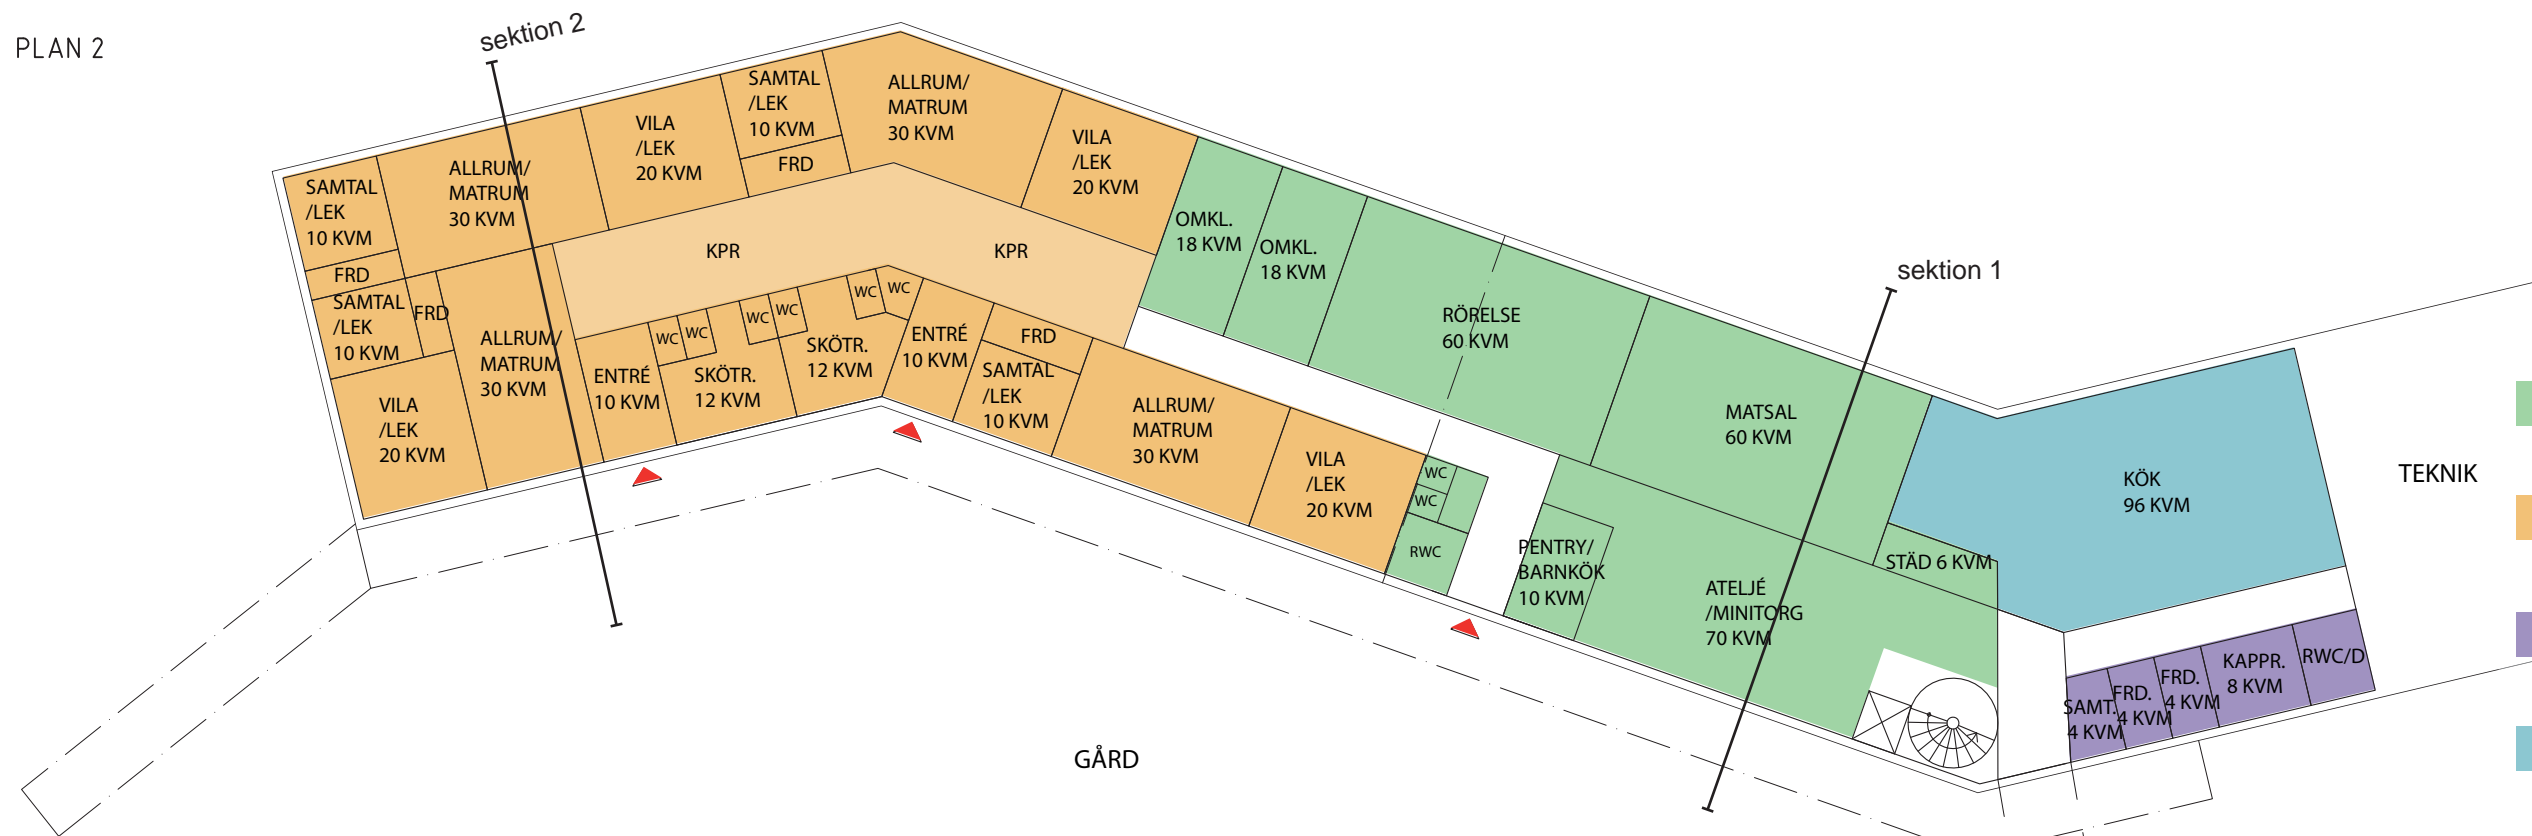 PLAN 2
sektion 2
SAMTAL
/LEK
10 KVM
FRD
ALLRUM/
MATRUM
30 KVM
VILA
/LEK
20 KVM
SAMTAL
/LEK
10 KVM
FRD
ALLRUM/
MATRUM
30 KVM
VILA
/LEK
20 KVM
SAMTAL
/LEK
10 KVM
FRD
VILA
/LEK
20 KVM
ALLRUM/
MATRUM
30 KVM
KPR
KPR
ENTRÉ
10 KVM
WC
WC
SKÖTR.
12 KVM
WC
WC
SKÖTR.
12 KVM
WC
WC
ENTRÉ
10 KVM
FRD
SAMTAL
/LEK
10 KVM
ALLRUM/
MATRUM
30 KVM
VILA
/LEK
20 KVM
OMKL.
18 KVM
OMKL.
18 KVM
RÖRELSE
60 KVM
sektion 1
MATSAL
60 KVM
WC
WC
RWC
PENTRY/
BARNKÖK
10 KVM
ATELJÉ
/MINITORG
70 KVM
STÄD 6 KVM
KÖK
96 KVM
TEKNIK
SAMT.
4 KVM
FRD.
4 KVM
FRD.
4 KVM
KAPPR.
8 KVM
RWC/D
GÅRD